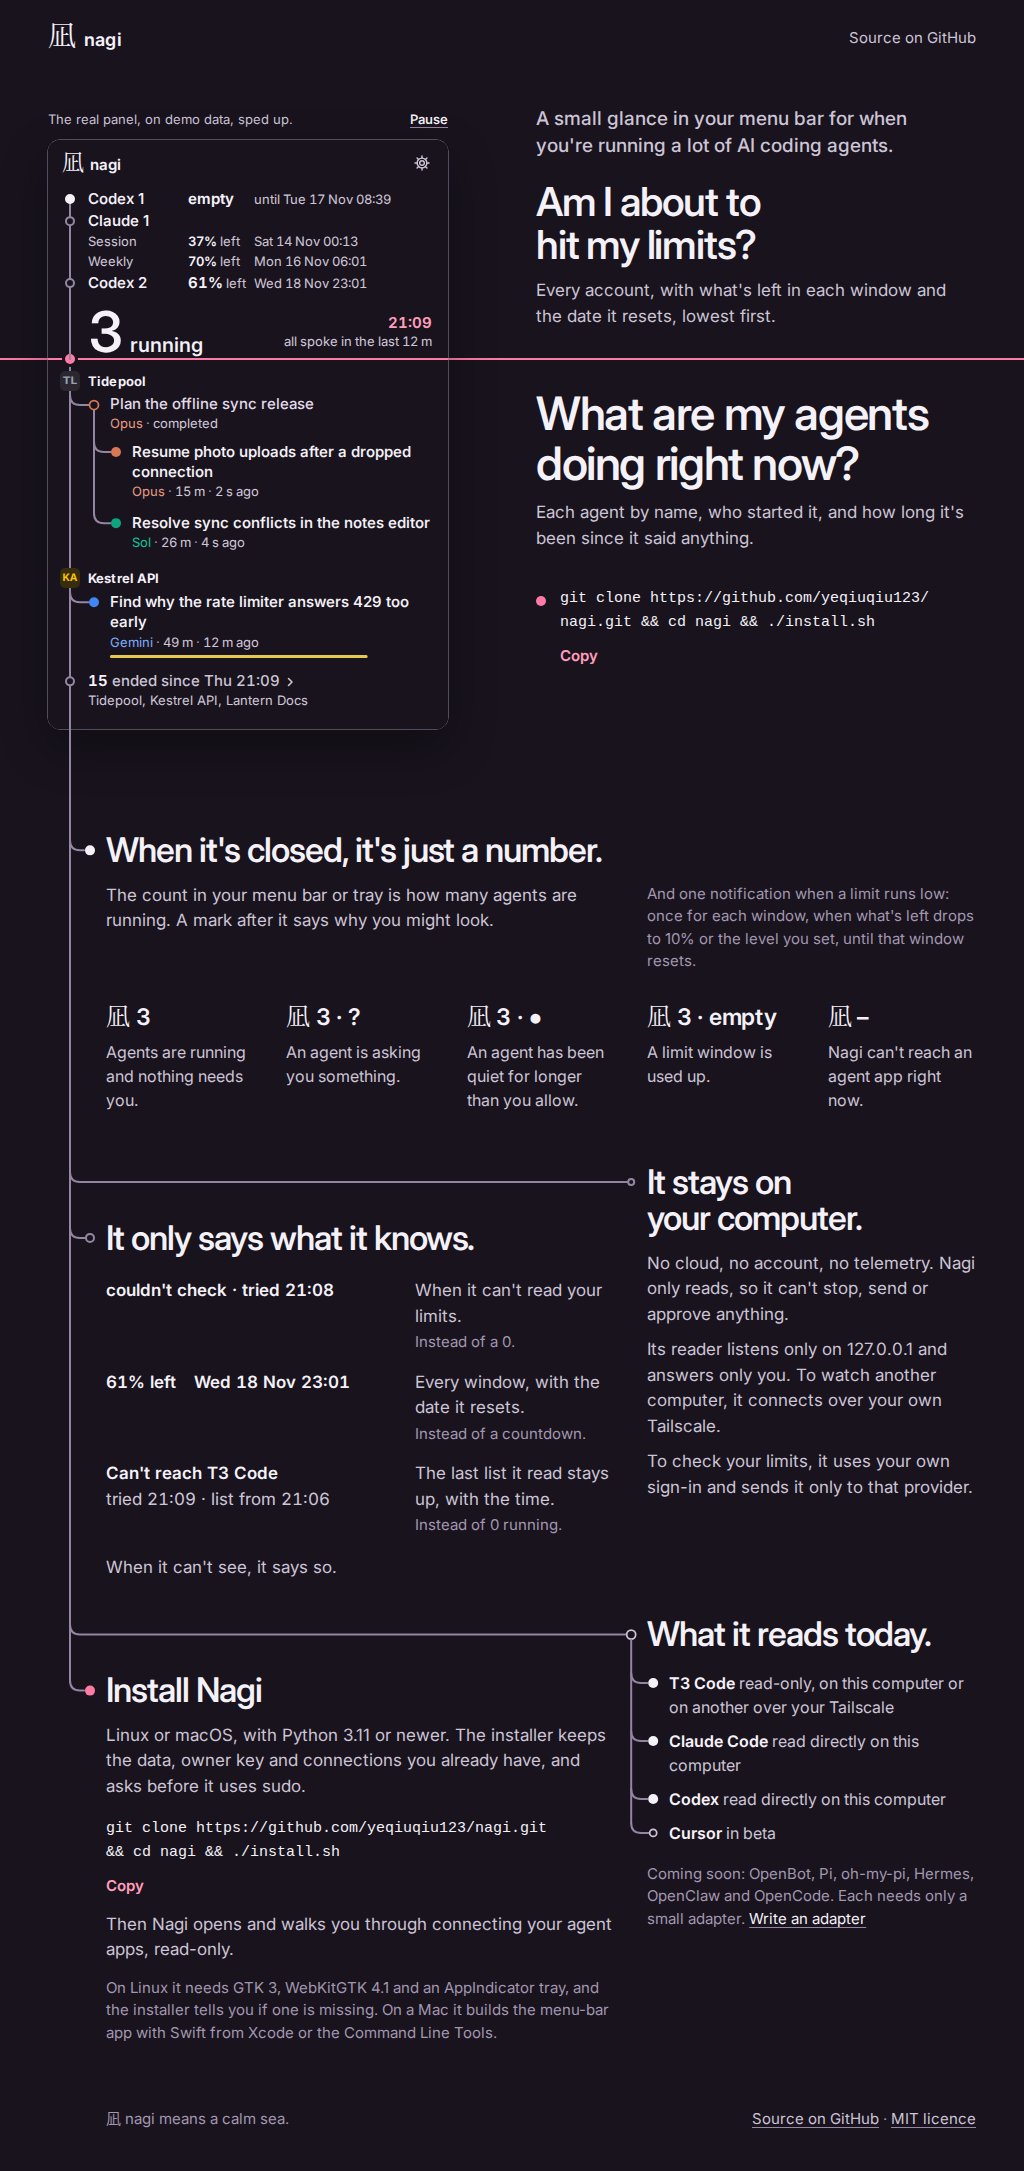 凪 nagi
Source on GitHub
The real panel, on demo data, sped up.
Pause
凪 nagi
Codex 1 empty until Tue 17 Nov 08:39
Claude 1
Session 37% left Sat 14 Nov 00:13
Weekly 70% left Mon 16 Nov 06:01
Codex 2 61% left Wed 18 Nov 23:01
3 running
21:09
all spoke in the last 12 m
TL Tidepool
Plan the offline sync release
Opus · completed
Resume photo uploads after a dropped
connection
Opus · 15 m · 2 s ago
Resolve sync conflicts in the notes editor
Sol · 26 m · 4 s ago
KA Kestrel API
Find why the rate limiter answers 429 too
early
Gemini · 49 m · 12 m ago
15 ended since Thu 21:09 ›
Tidepool, Kestrel API, Lantern Docs
A small glance in your menu bar for when
you're running a lot of AI coding agents.
Am I about to
hit my limits?
Every account, with what's left in each window and
the date it resets, lowest first.
What are my agents
doing right now?
Each agent by name, who started it, and how long it's
been since it said anything.
git clone https://github.com/yeqiuqiu123/
nagi.git && cd nagi && ./install.sh
Copy
When it's closed, it's just a number.
The count in your menu bar or tray is how many agents are
running. A mark after it says why you might look.
And one notification when a limit runs low:
once for each window, when what's left drops
to 10% or the level you set, until that window
resets.
凪 3
Agents are running
and nothing needs
you.
凪 3 · ?
An agent is asking
you something.
凪 3 · ●
An agent has been
quiet for longer
than you allow.
凪 3 · empty
A limit window is
used up.
凪 –
Nagi can't reach an
agent app right
now.
It stays on
your computer.
No cloud, no account, no telemetry. Nagi
only reads, so it can't stop, send or
approve anything.
Its reader listens only on 127.0.0.1 and
answers only you. To watch another
computer, it connects over your own
Tailscale.
To check your limits, it uses your own
sign-in and sends it only to that provider.
It only says what it knows.
couldn't check · tried 21:08
When it can't read your
limits.
Instead of a 0.
61% left Wed 18 Nov 23:01
Every window, with the
date it resets.
Instead of a countdown.
Can't reach T3 Code
tried 21:09 · list from 21:06
The last list it read stays
up, with the time.
Instead of 0 running.
When it can't see, it says so.
What it reads today.
T3 Code read-only, on this computer or
on another over your Tailscale
Claude Code read directly on this
computer
Codex read directly on this computer
Cursor in beta
Coming soon: OpenBot, Pi, oh-my-pi, Hermes,
OpenClaw and OpenCode. Each needs only a
small adapter. Write an adapter
Install Nagi
Linux or macOS, with Python 3.11 or newer. The installer keeps
the data, owner key and connections you already have, and
asks before it uses sudo.
git clone https://github.com/yeqiuqiu123/nagi.git
&& cd nagi && ./install.sh
Copy
Then Nagi opens and walks you through connecting your agent
apps, read-only.
On Linux it needs GTK 3, WebKitGTK 4.1 and an AppIndicator tray, and
the installer tells you if one is missing. On a Mac it builds the menu-bar
app with Swift from Xcode or the Command Line Tools.
凪 nagi means a calm sea.
Source on GitHub · MIT licence